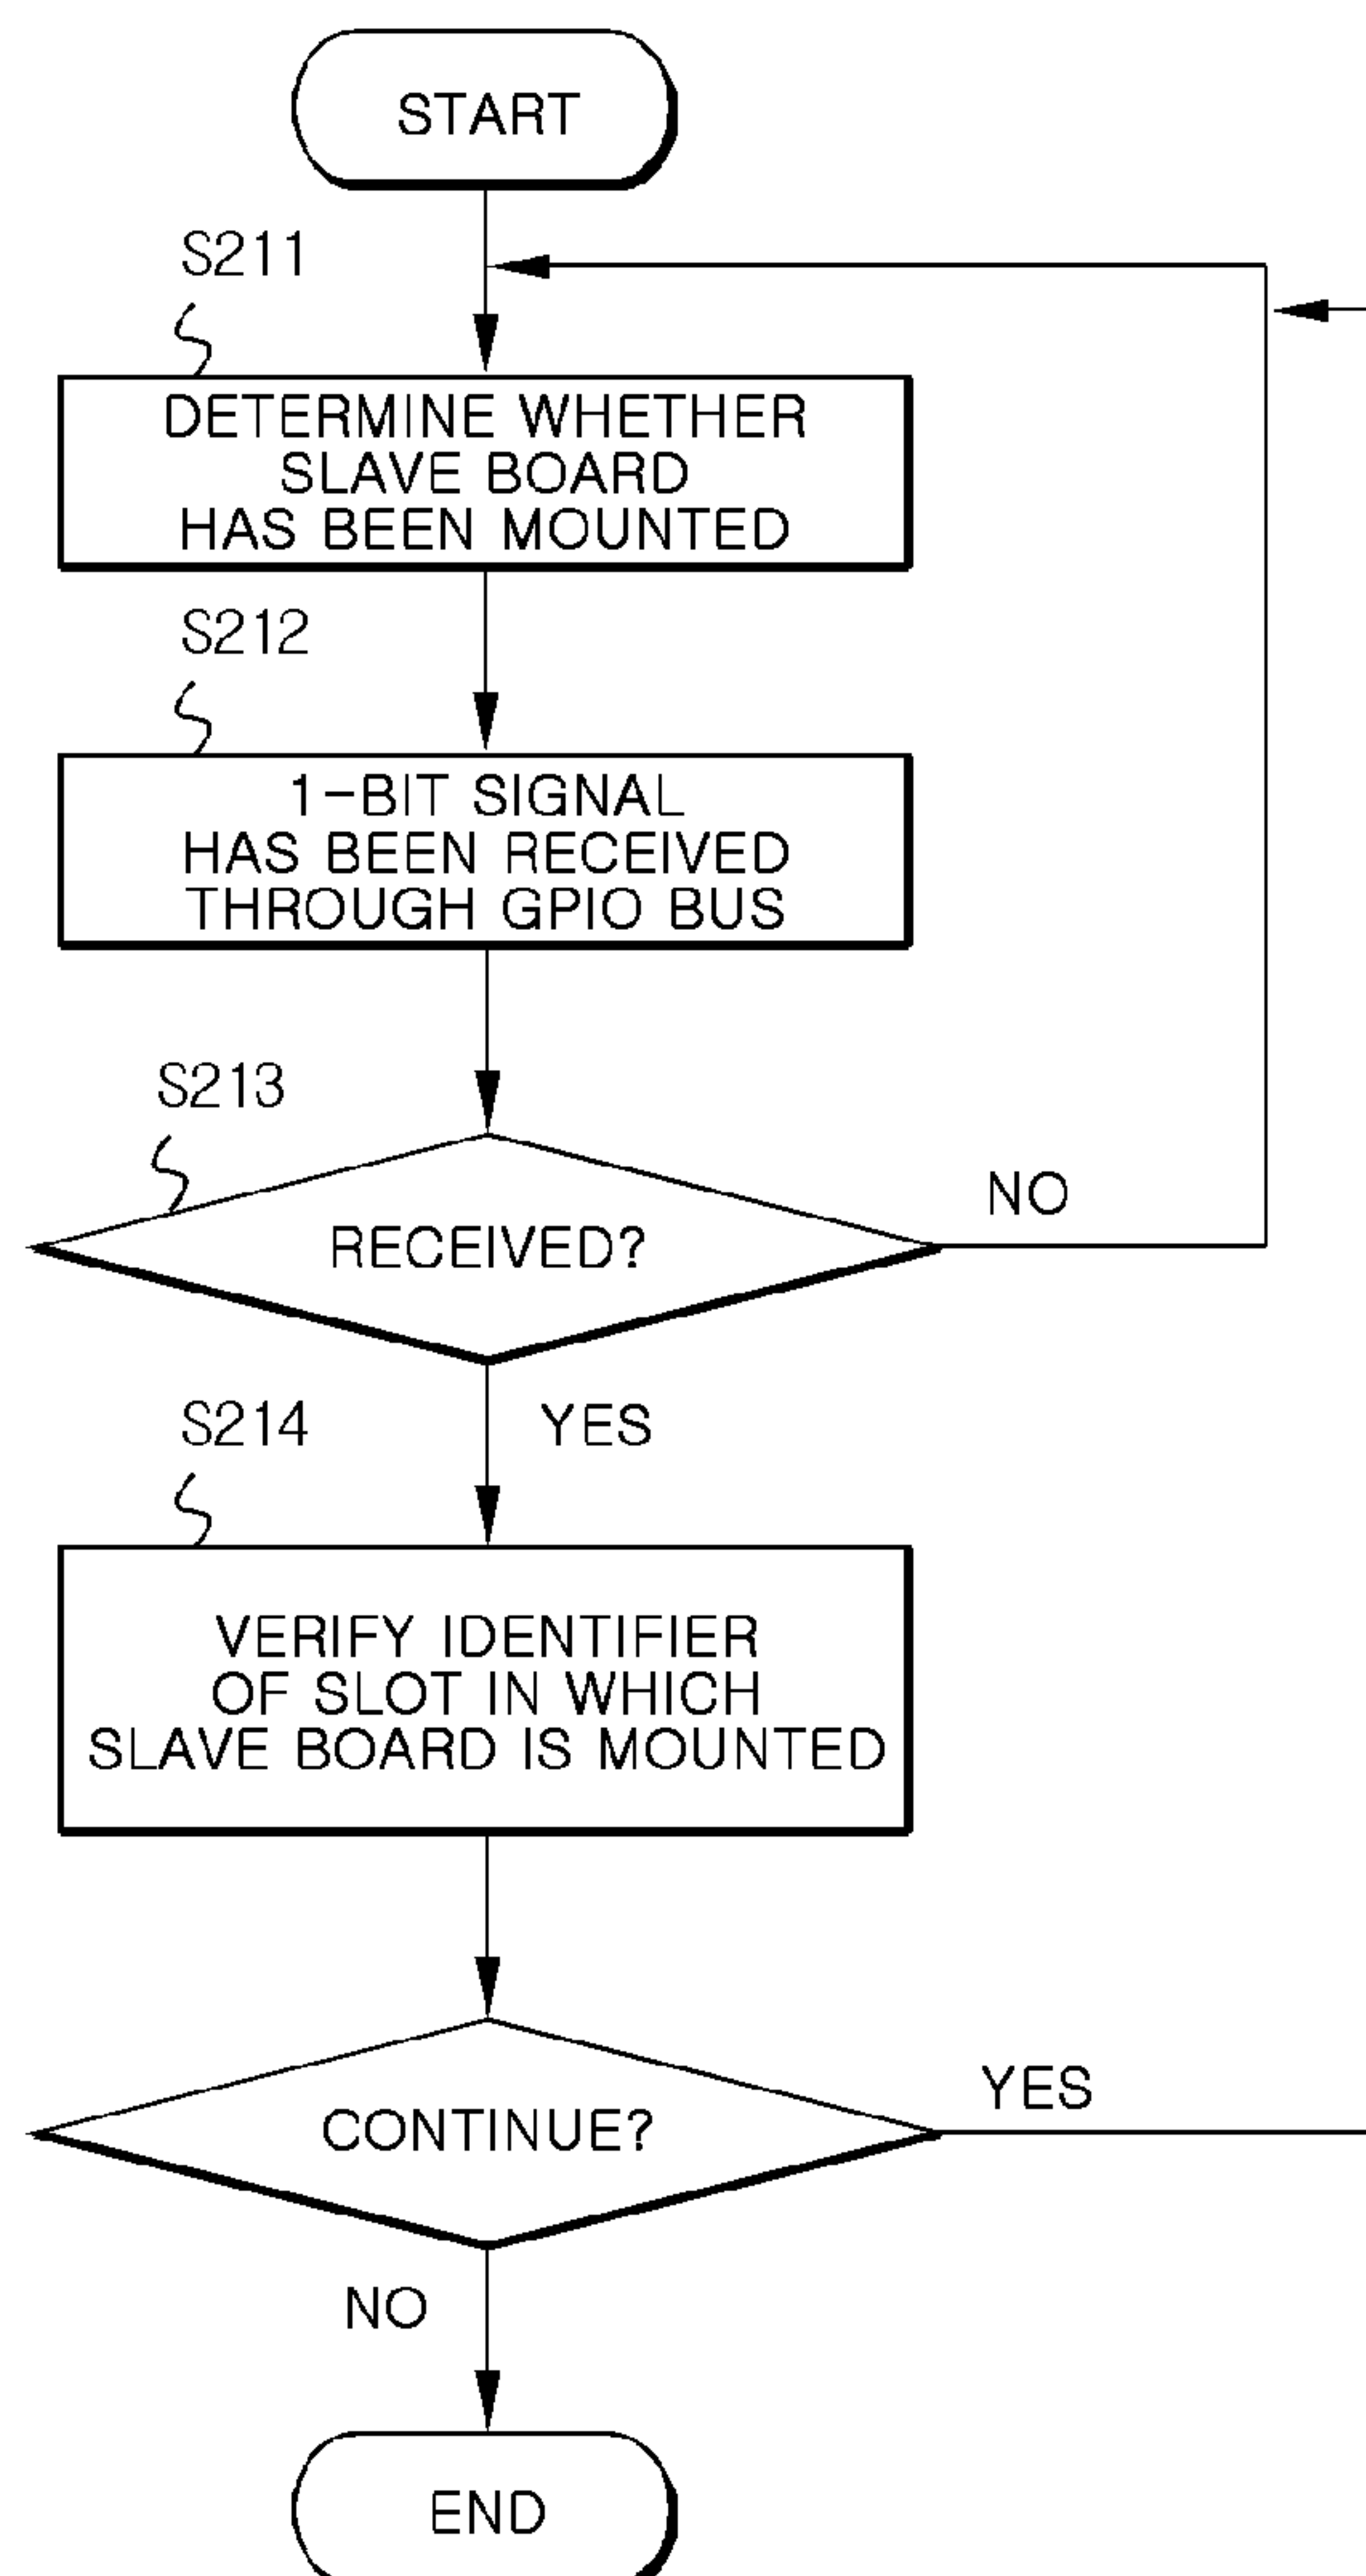 START
S211
DETERMINE WHETHER
SLAVE BOARD
HAS BEEN MOUNTED
S212
1-BIT SIGNAL
HAS BEEN RECEIVED
THROUGH GPIO BUS
S213
RECEIVED?
NO
YES
S214
VERIFY IDENTIFIER
OF SLOT IN WHICH
SLAVE BOARD IS MOUNTED
CONTINUE?
YES
NO
END